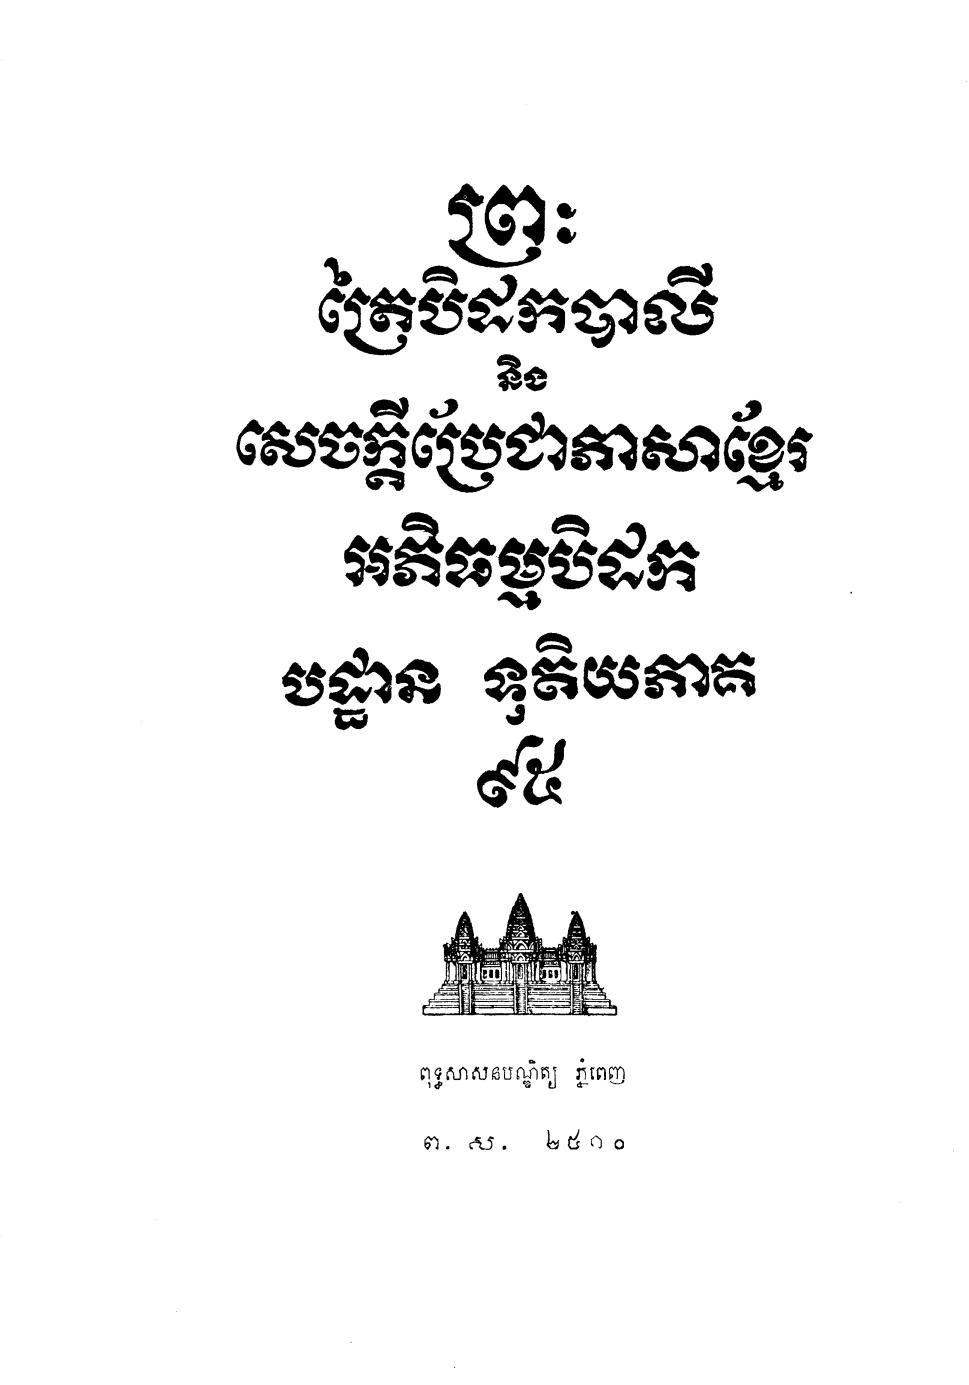 ព្រះ
ត្រៃបិដកបាលី
និង
សេចក្តីប្រែជាភាសាខ្មែរ
អភិធម្មបិដក
បដ្ឋាន ទុតិយភាគ
៩៥
ពុទ្ធសាសនបណ្ឌិត្យ ភ្នំពេញ
ព. ស. ២៥១០